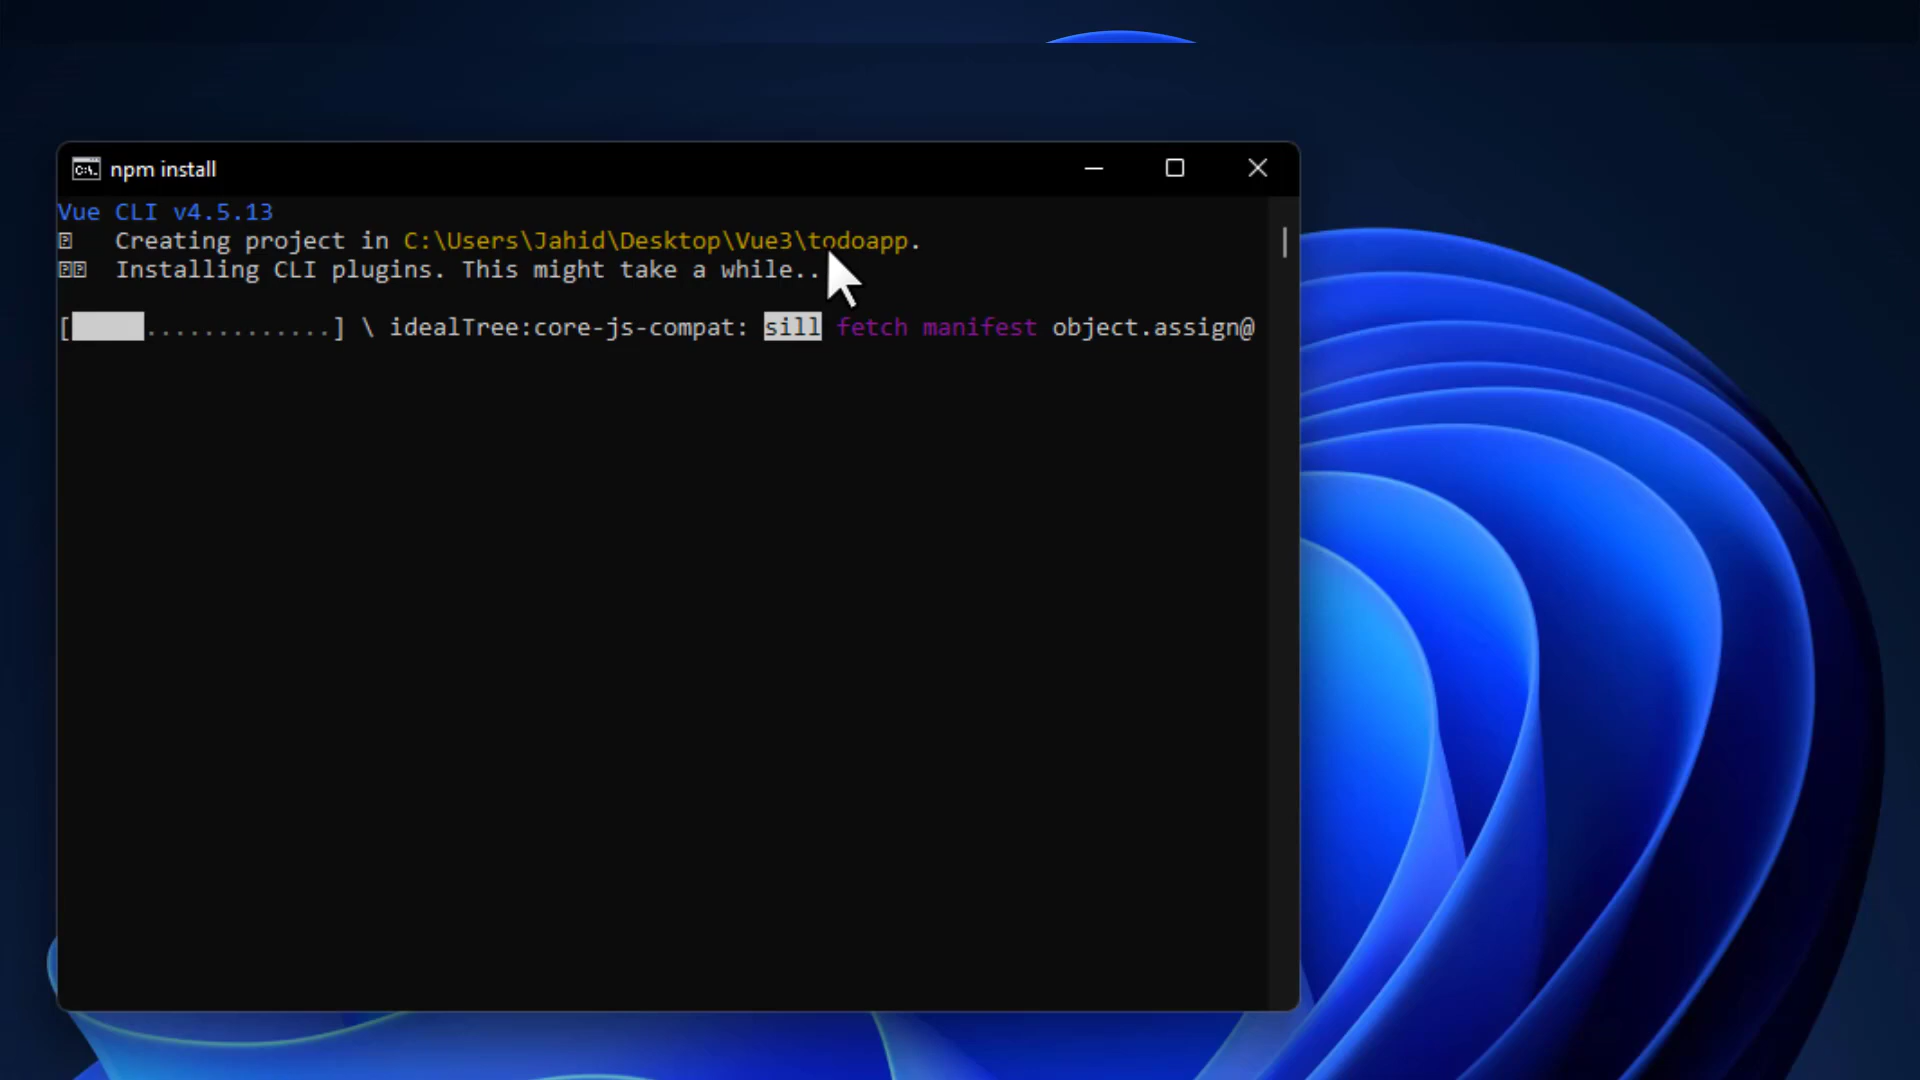 npm install
Vue CLI v4.5.13
Creating project in C:\Users\Jahid\Desktop\Vue3\todoapp.
Installing CLI plugins. This might take a while..
[.............] \ idealTree:core-js-compat: sill fetch manifest object.assign@